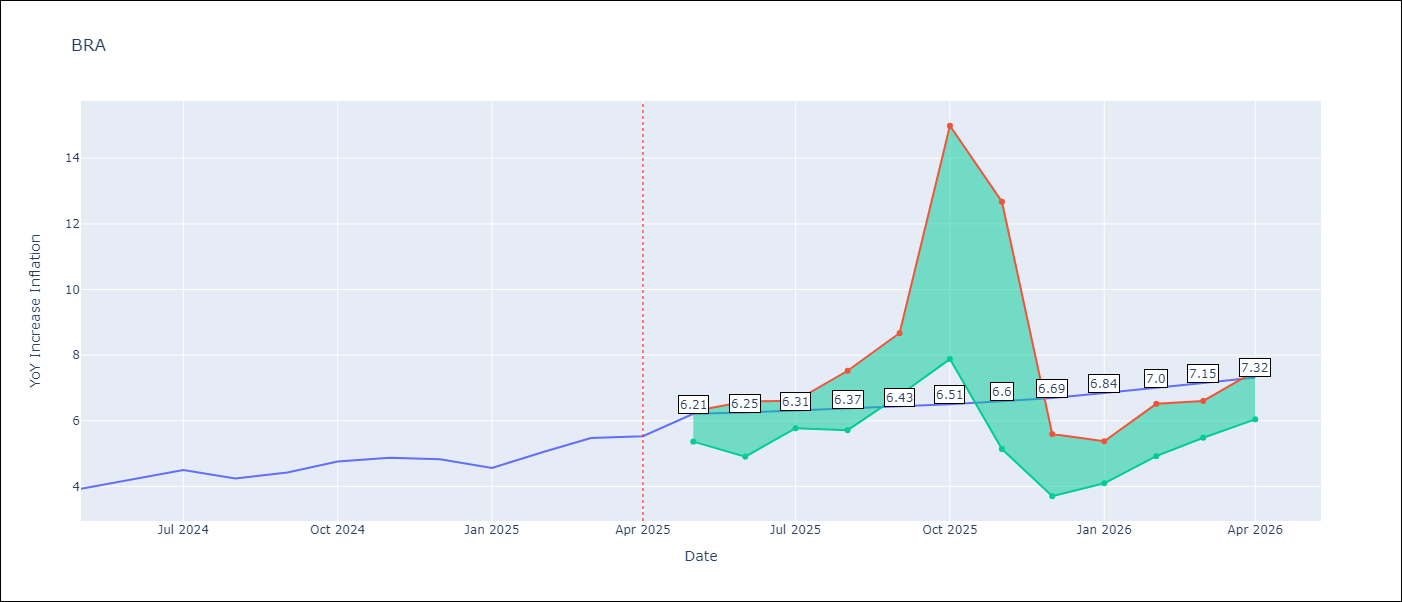 BRA
YoY Increase Inflation
14
12
10
8
6
4
6.21
6.25
6.31
6.37
6.43
6.51
6.6
6.69
6.84
7.0
7.15
7.32
Jul 2024
Oct 2024
Jan 2025
Apr 2025
Jul 2025
Oct 2025
Jan 2026
Apr 2026
Date